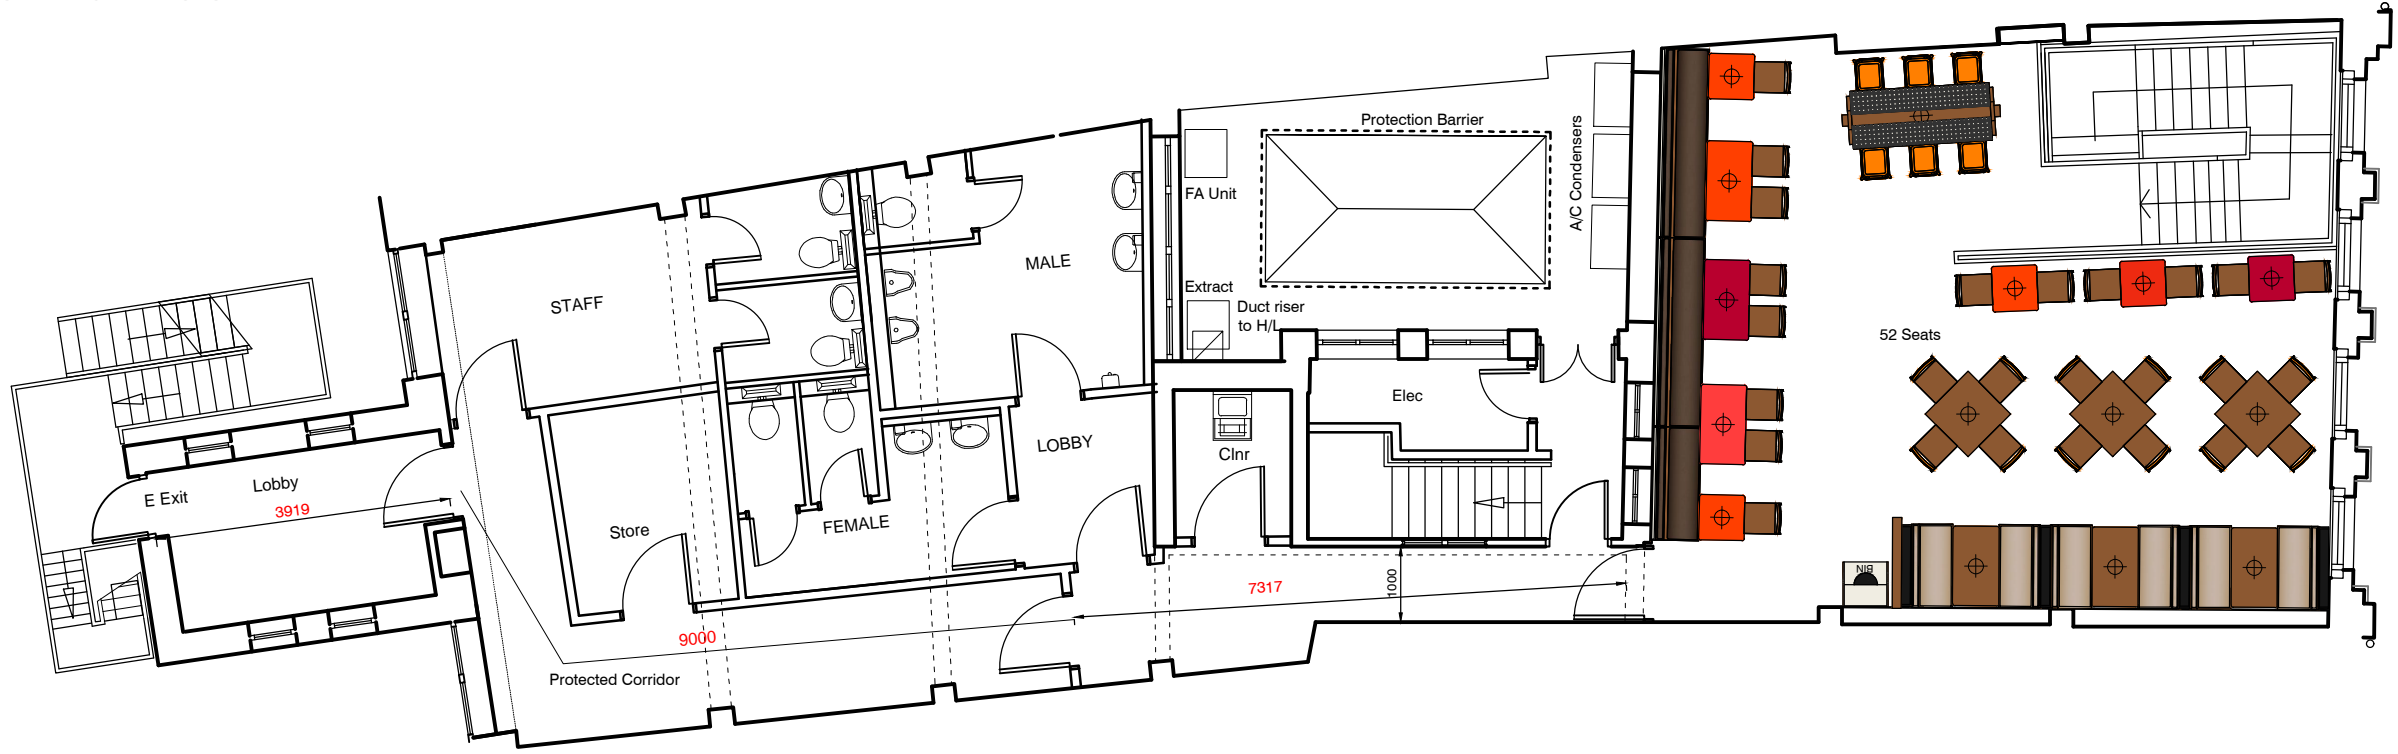 Protection Barrier
A/C Condensers
FA Unit
MALE
STAFF
Extract
Duct riser
to H/L
52 Seats
Elec
LOBBY
Clnr
E Exit
Lobby
3919
FEMALE
Store
BIN
7317
1000
9000
Protected Corridor